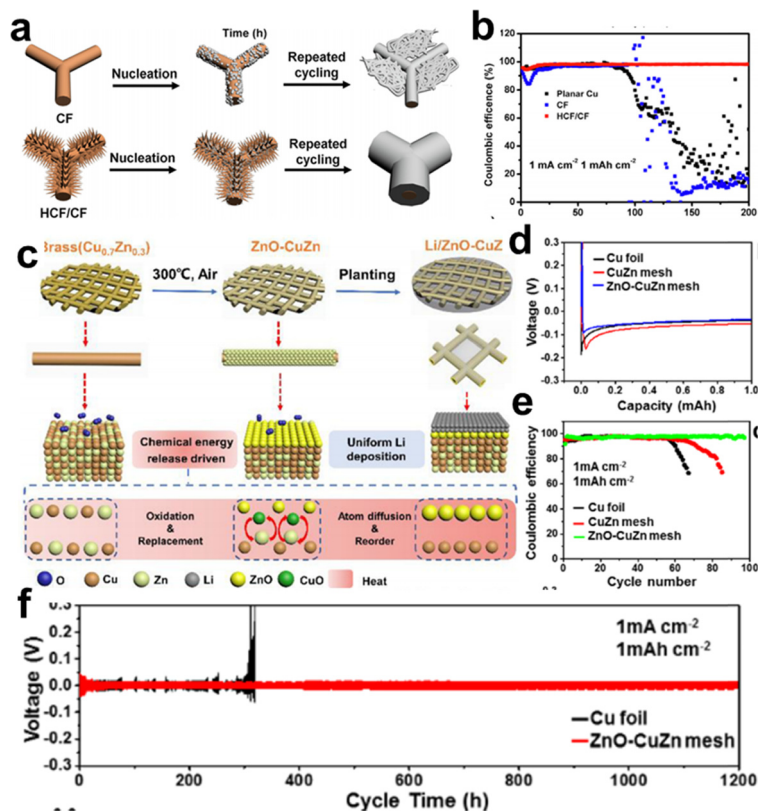 a
Time (h)
Nucleation
Repeated
cycling
CF
Nucleation
Repeated
cycling
HCF/CF
b
Coulombic efficence (%)
120
100
80
60
40
20
0
Planar Cu
CF
HCF/CF
1 mA cm-2 1 mAh cm-2
0
50
100
150
200
c
Brass(Cu0.7Zn0.3)
ZnO-CuZn
Li/ZnO-CuZ
300℃, Air
Planting
Chemical energy
release driven
Uniform Li
deposition
Oxidation
&
Replacement
Atom diffusion
&
Reorder
O
Cu
Zn
Li
ZnO
CuO
Heat
d
Voltage (V)
0.3
0.2
0.1
0.0
-0.1
-0.2
-0.3
Cu foil
CuZn mesh
ZnO-CuZn mesh
0.0
0.2
0.4
0.6
0.8
1.0
Capacity (mAh)
e
Coulombic efficiency
100
80
60
40
1mA cm-2
1mAh cm-2
Cu foil
CuZn mesh
ZnO-CuZn mesh
0
20
40
60
80
100
Cycle number
f
Voltage (V)
0.3
0.2
0.1
0.0
-0.1
-0.2
-0.3
1mA cm-2
1mAh cm-2
Cu foil
ZnO-CuZn mesh
0
200
400
600
800
1000
1200
Cycle Time (h)